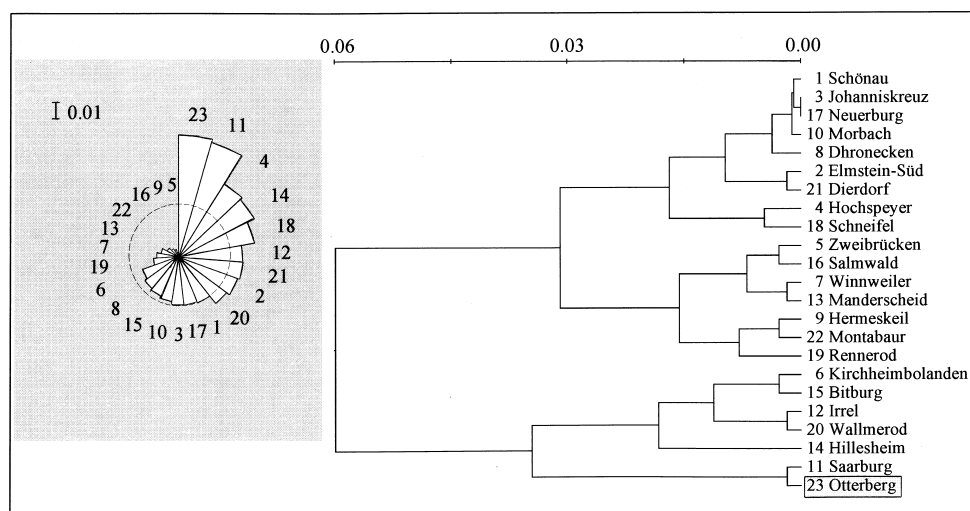 0.06 0.03 0.00
0.01
23
11
4
14
18
12
21
2
20
1
17
3
10
15
8
6
19
7
13
22
16
9
5
1 Schönau
3 Johanniskreuz
17 Neuerburg
10 Morbach
8 Dhronecken
2 Elmstein-Süd
21 Dierdorf
4 Hochspeyer
18 Schneifel
5 Zweibrücken
16 Salmwald
7 Winnweiler
13 Manderscheid
9 Hermeskeil
22 Montabaur
19 Rennerod
6 Kirchheimbolanden
15 Bitburg
12 Irrel
20 Wallmerod
14 Hillesheim
11 Saarburg
23 Otterberg